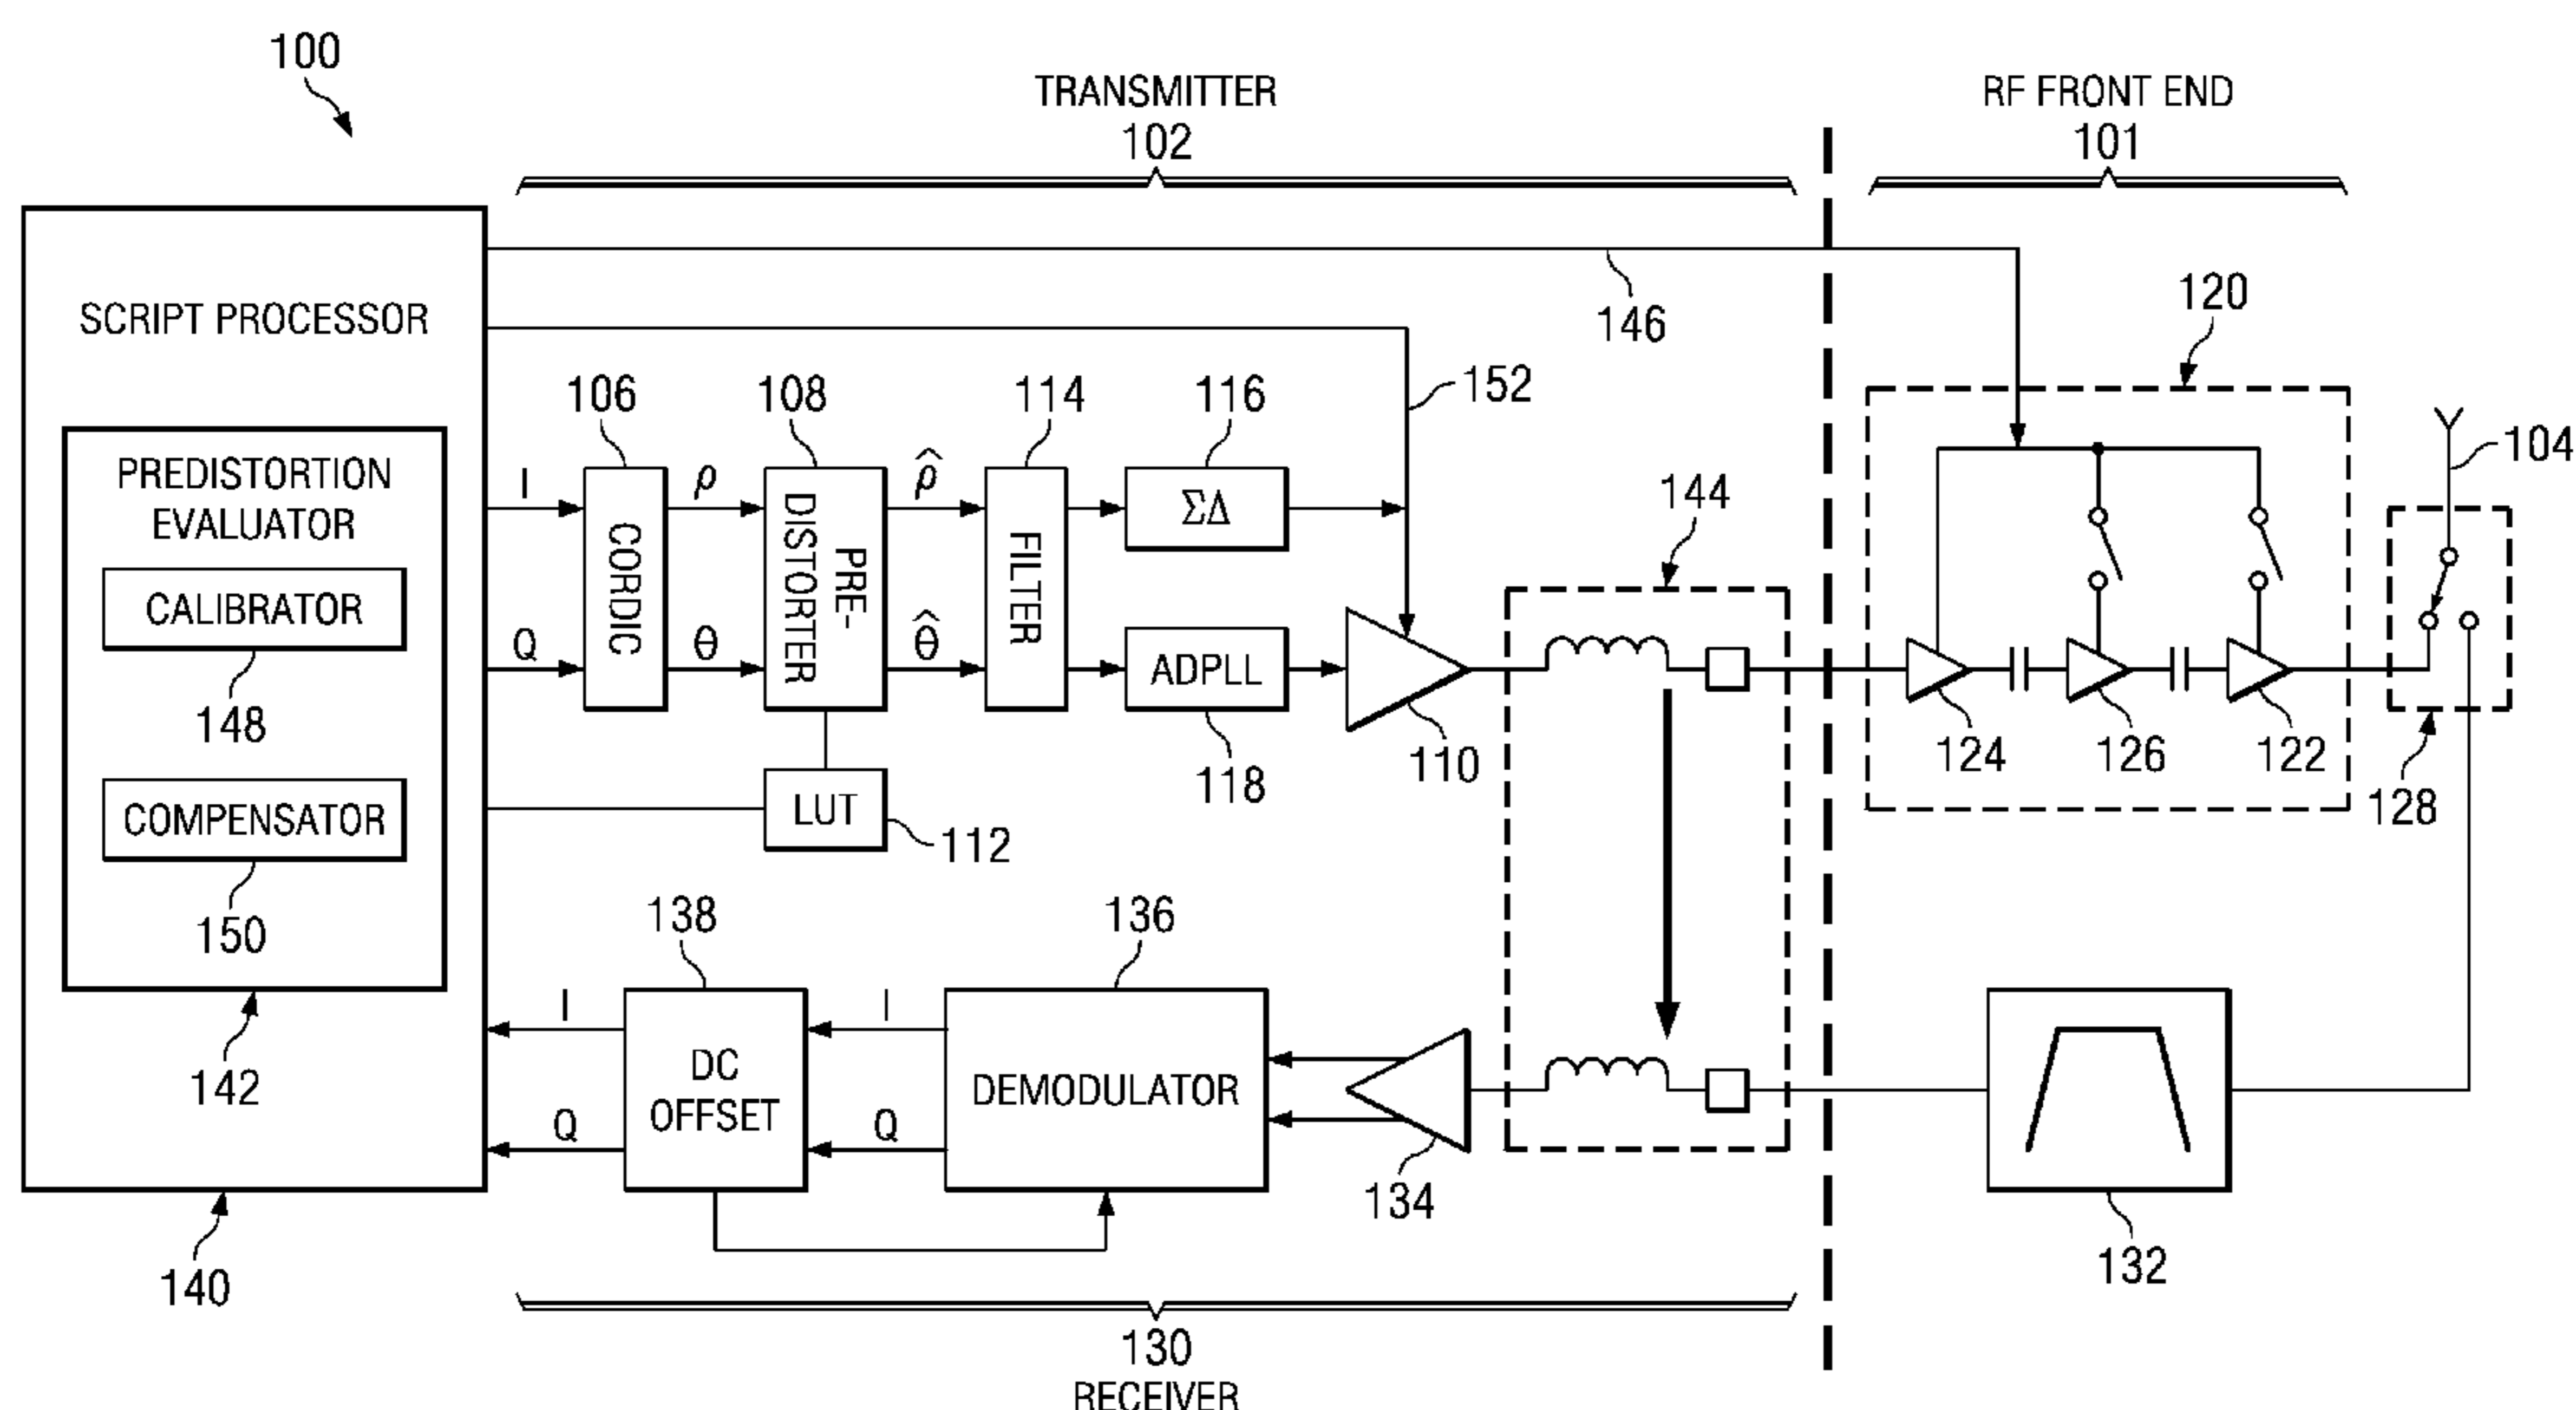 100
TRANSMITTER
102
RF FRONT END
101
SCRIPT PROCESSOR
146
120
106
108
114
116
152
104
PREDISTORTION
EVALUATOR
I
ρ
ρ̂
ΣΔ
144
CORDIC
PRE-
DISTORTER
FILTER
CALIBRATOR
Q
θ
θ̂
ADPLL
148
118
110
124
126
122
128
COMPENSATOR
LUT
112
150
138
136
I
I
DC
OFFSET
DEMODULATOR
142
Q
Q
134
140
132
130
RECEIVER